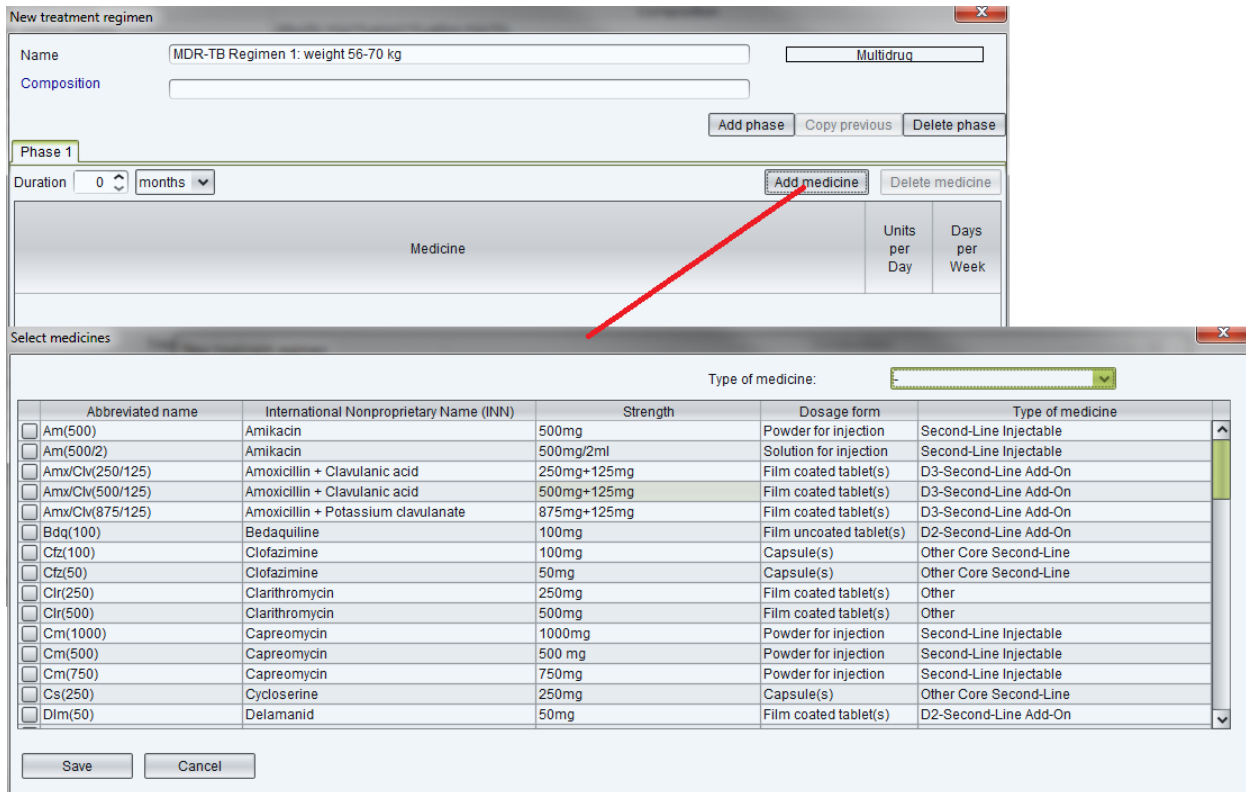 New treatment regimen
Name MDR-TB Regimen 1: weight 56-70 kg Multidrug
Composition
Add phase Copy previous Delete phase
Phase 1
Duration 0 months Add medicine Delete medicine
Medicine Units per Day Days per Week
Select medicines
Type of medicine: -
Abbreviated name International Nonproprietary Name (INN) Strength Dosage form Type of medicine
Am(500) Amikacin 500mg Powder for injection Second-Line Injectable
Am(500/2) Amikacin 500mg/2ml Solution for injection Second-Line Injectable
Amx/Clv(250/125) Amoxicillin + Clavulanic acid 250mg+125mg Film coated tablet(s) D3-Second-Line Add-On
Amx/Clv(500/125) Amoxicillin + Clavulanic acid 500mg+125mg Film coated tablet(s) D3-Second-Line Add-On
Amx/Clv(875/125) Amoxicillin + Potassium clavulanate 875mg+125mg Film coated tablet(s) D3-Second-Line Add-On
Bdq(100) Bedaquiline 100mg Film uncoated tablet(s) D2-Second-Line Add-On
Cfz(100) Clofazimine 100mg Capsule(s) Other Core Second-Line
Cfz(50) Clofazimine 50mg Capsule(s) Other Core Second-Line
Clr(250) Clarithromycin 250mg Film coated tablet(s) Other
Clr(500) Clarithromycin 500mg Film coated tablet(s) Other
Cm(1000) Capreomycin 1000mg Powder for injection Second-Line Injectable
Cm(500) Capreomycin 500 mg Powder for injection Second-Line Injectable
Cm(750) Capreomycin 750mg Powder for injection Second-Line Injectable
Cs(250) Cycloserine 250mg Capsule(s) Other Core Second-Line
Dlm(50) Delamanid 50mg Film coated tablet(s) D2-Second-Line Add-On
Save Cancel